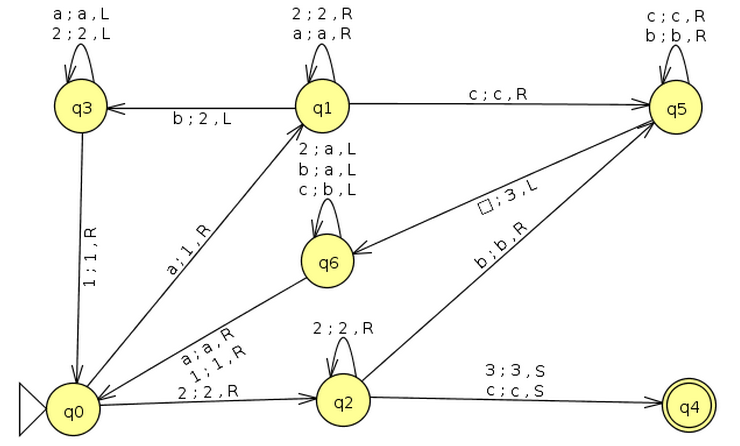 a ; a , L
2 ; 2 , L
2 ; 2 , R
a ; a , R
c ; c , R
b ; b , R
q3
q1
q5
b ; 2 , L
c ; c , R
2 ; a , L
b ; a , L
c ; b , L
□ ; 3 , L
1 ; 1 , R
a ; 1 , R
b ; b , R
q6
a ; a , R
1 ; 1 , R
2 ; 2 , R
3 ; 3 , S
c ; c , S
2 ; 2 , R
q0
q2
q4